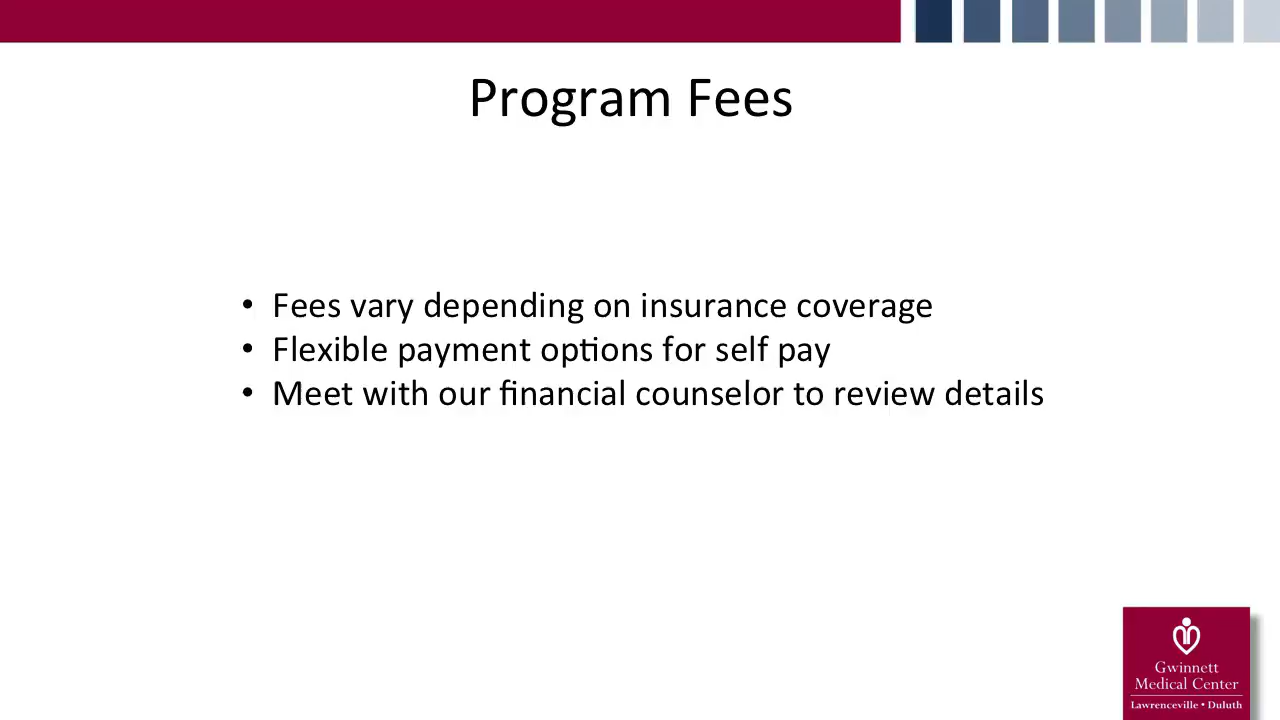 Program Fees
• Fees vary depending on insurance coverage
• Flexible payment options for self pay
• Meet with our financial counselor to review details
Gwinnett
Medical Center
Lawrenceville • Duluth